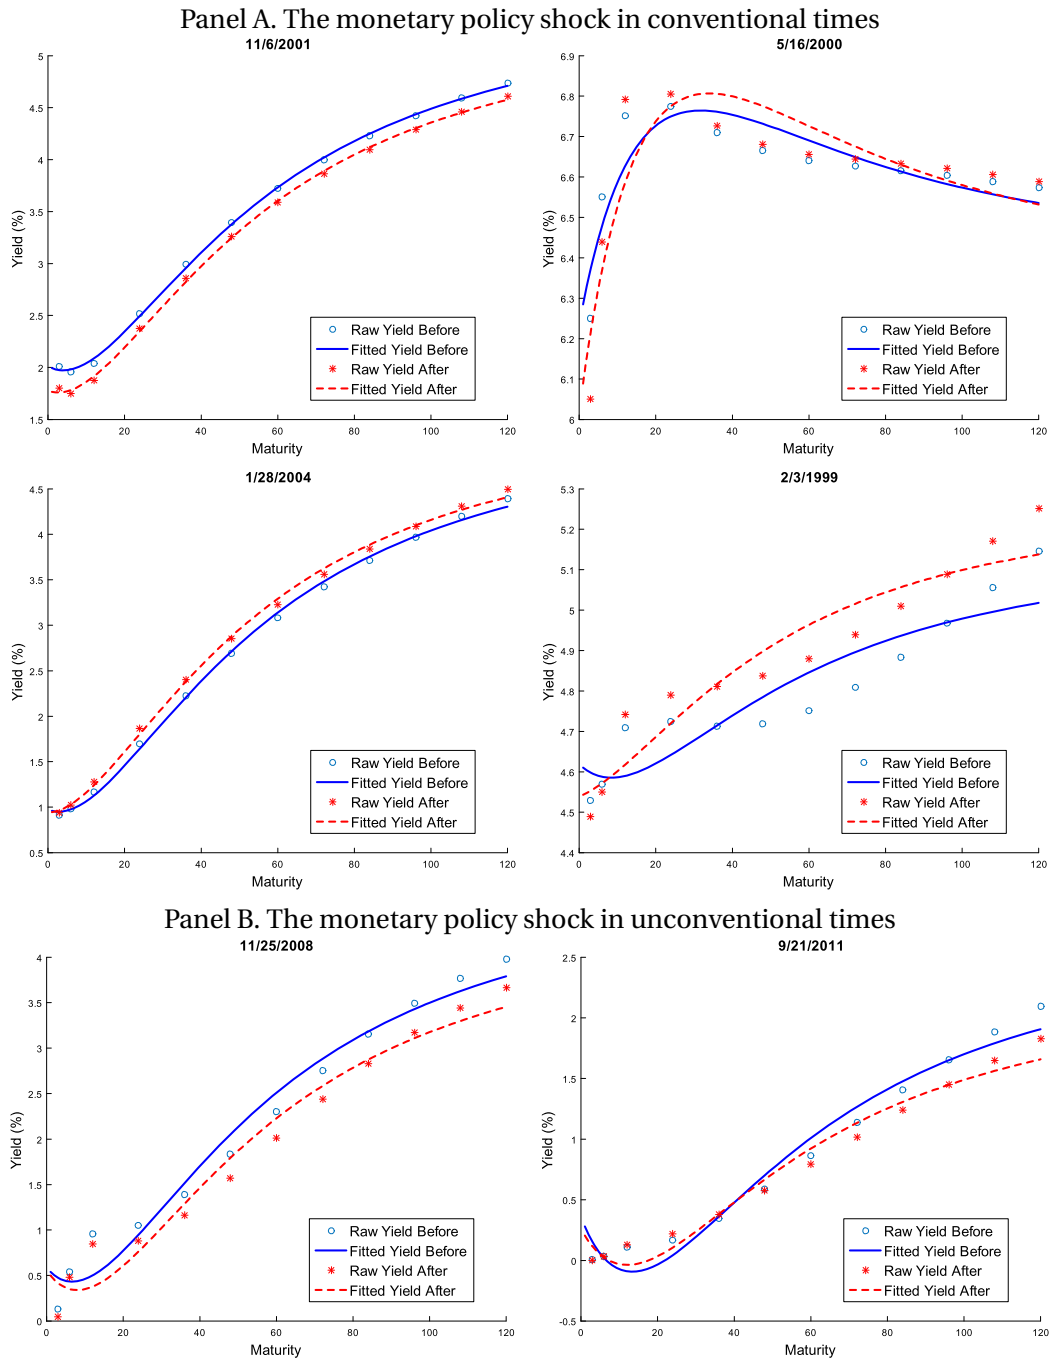 Panel A. The monetary policy shock in conventional times
11/6/2001
5
4.5
4
3.5
3
2.5
2
1.5
Yield (%)
0 20 40 60 80 100 120
Maturity
Raw Yield Before
Fitted Yield Before
Raw Yield After
Fitted Yield After
5/16/2000
6.9
6.8
6.7
6.6
6.5
6.4
6.3
6.2
6.1
6
Yield (%)
0 20 40 60 80 100 120
Maturity
Raw Yield Before
Fitted Yield Before
Raw Yield After
Fitted Yield After
1/28/2004
4.5
4
3.5
3
2.5
2
1.5
1
0.5
Yield (%)
0 20 40 60 80 100 120
Maturity
Raw Yield Before
Fitted Yield Before
Raw Yield After
Fitted Yield After
2/3/1999
5.3
5.2
5.1
5
4.9
4.8
4.7
4.6
4.5
4.4
Yield (%)
0 20 40 60 80 100 120
Maturity
Raw Yield Before
Fitted Yield Before
Raw Yield After
Fitted Yield After
Panel B. The monetary policy shock in unconventional times
11/25/2008
4
3.5
3
2.5
2
1.5
1
0.5
0
Yield (%)
0 20 40 60 80 100 120
Maturity
Raw Yield Before
Fitted Yield Before
Raw Yield After
Fitted Yield After
9/21/2011
2.5
2
1.5
1
0.5
0
-0.5
Yield (%)
0 20 40 60 80 100 120
Maturity
Raw Yield Before
Fitted Yield Before
Raw Yield After
Fitted Yield After